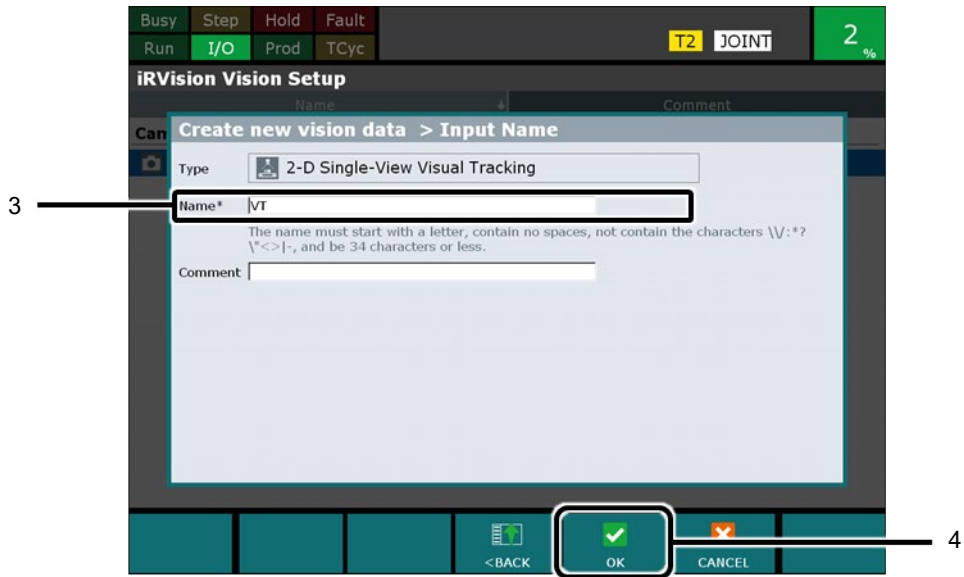 Busy Step Hold Fault
Run I/O Prod TCyc
T2 JOINT
2 %
iRVision Vision Setup
Name Comment
Cam
Create new vision data > Input Name
Type 2-D Single-View Visual Tracking
3
Name* VT
The name must start with a letter, contain no spaces, not contain the characters \\/:*?
\"<>|-, and be 34 characters or less.
Comment
<BACK OK CANCEL
4